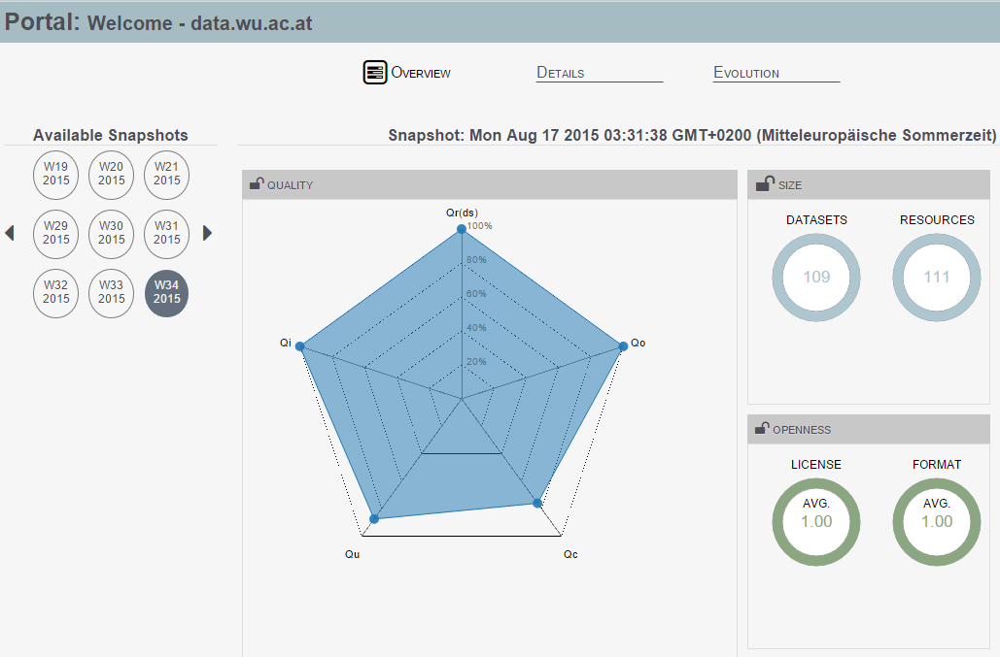 Portal: Welcome - data.wu.ac.at
Overview
Details
Evolution
Available Snapshots
W19
2015
W20
2015
W21
2015
W29
2015
W30
2015
W31
2015
W32
2015
W33
2015
W34
2015
Snapshot: Mon Aug 17 2015 03:31:38 GMT+0200 (Mitteleuropäische Sommerzeit)
QUALITY
Qr(ds)
100%
80%
60%
40%
20%
Qi
Qo
Qu
Qc
SIZE
DATASETS
109
RESOURCES
111
OPENNESS
LICENSE
AVG.
1.00
FORMAT
AVG.
1.00